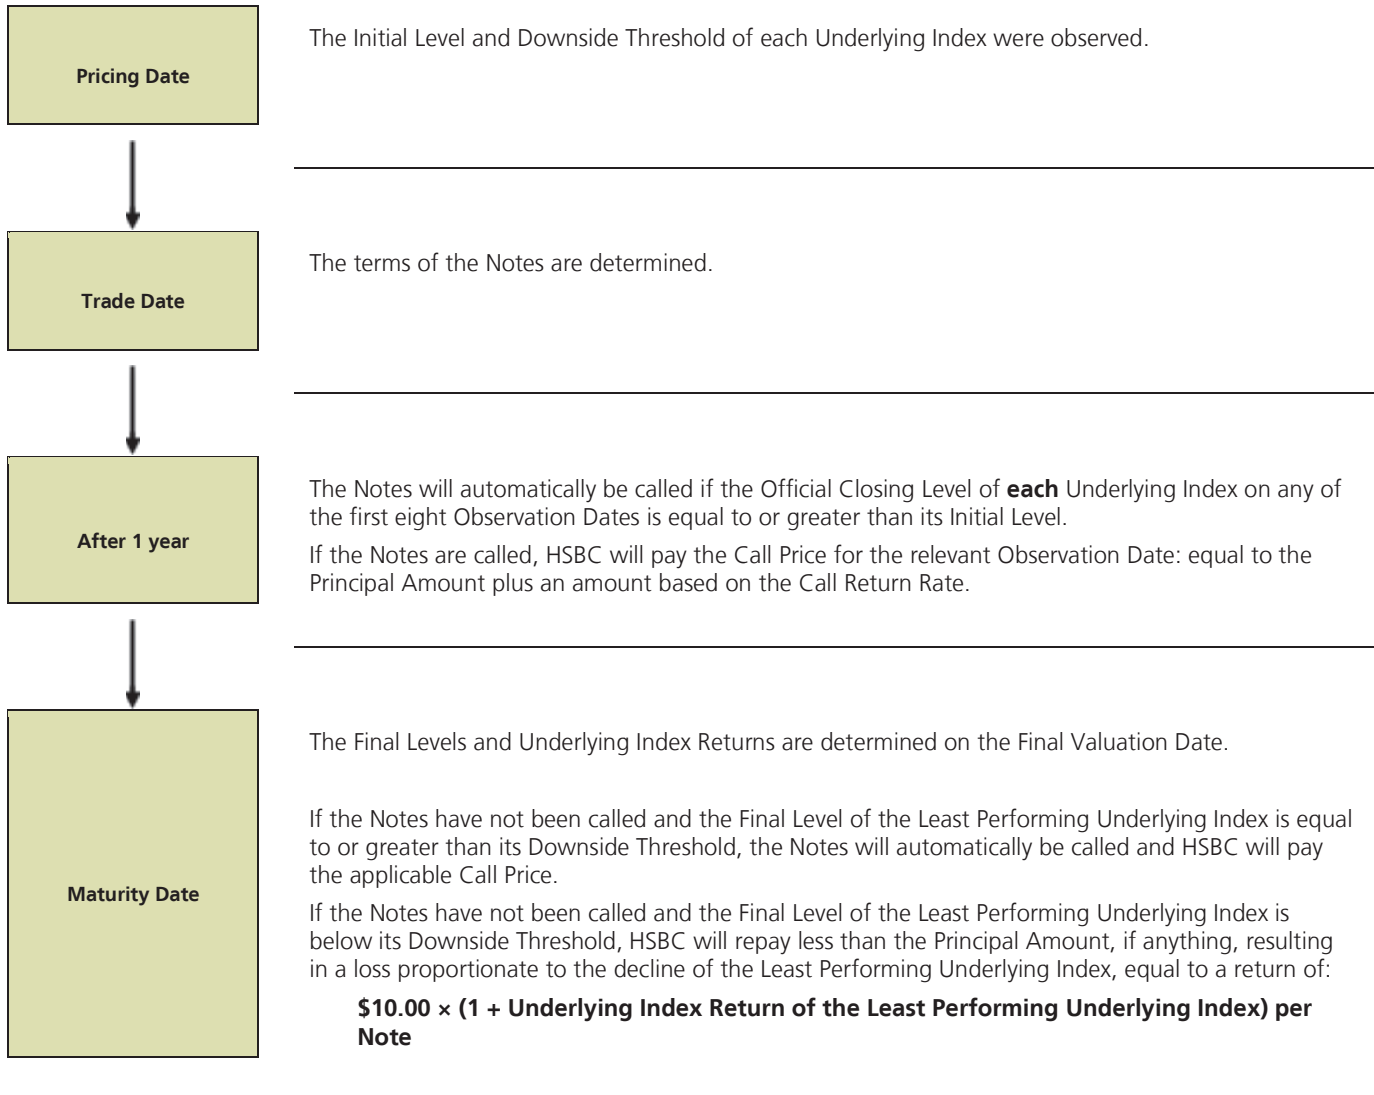 Pricing Date
The Initial Level and Downside Threshold of each Underlying Index were observed.
Trade Date
The terms of the Notes are determined.
After 1 year
The Notes will automatically be called if the Official Closing Level of each Underlying Index on any of
the first eight Observation Dates is equal to or greater than its Initial Level.
If the Notes are called, HSBC will pay the Call Price for the relevant Observation Date: equal to the
Principal Amount plus an amount based on the Call Return Rate.
Maturity Date
The Final Levels and Underlying Index Returns are determined on the Final Valuation Date.
If the Notes have not been called and the Final Level of the Least Performing Underlying Index is equal
to or greater than its Downside Threshold, the Notes will automatically be called and HSBC will pay
the applicable Call Price.
If the Notes have not been called and the Final Level of the Least Performing Underlying Index is
below its Downside Threshold, HSBC will repay less than the Principal Amount, if anything, resulting
in a loss proportionate to the decline of the Least Performing Underlying Index, equal to a return of:
$10.00 × (1 + Underlying Index Return of the Least Performing Underlying Index) per
Note